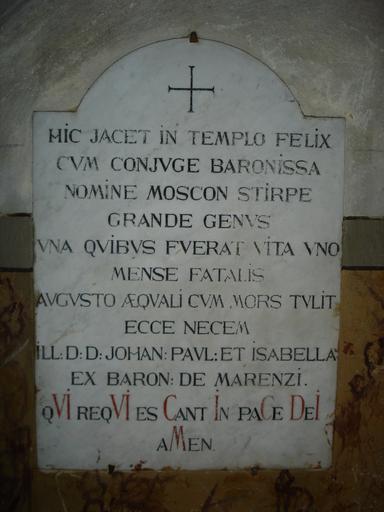 HIC JACET IN TEMPLO FELIX
CVM CONJVGE BARONISSA
NOMINE MOSCON STIRPE
GRANDE GENVS
VNA QVIBVS FVERAT VITA VNO
MENSE FATALIS
AVGVSTO ÆQVALI CVM MORS TVLIT
ECCE NECEM
ILL: D: D: JOHAN: PAVL: ET ISABELLA
EX BARON: DE MARENZI.
qVI reqVI es Cant In paCe DeI
aMen.